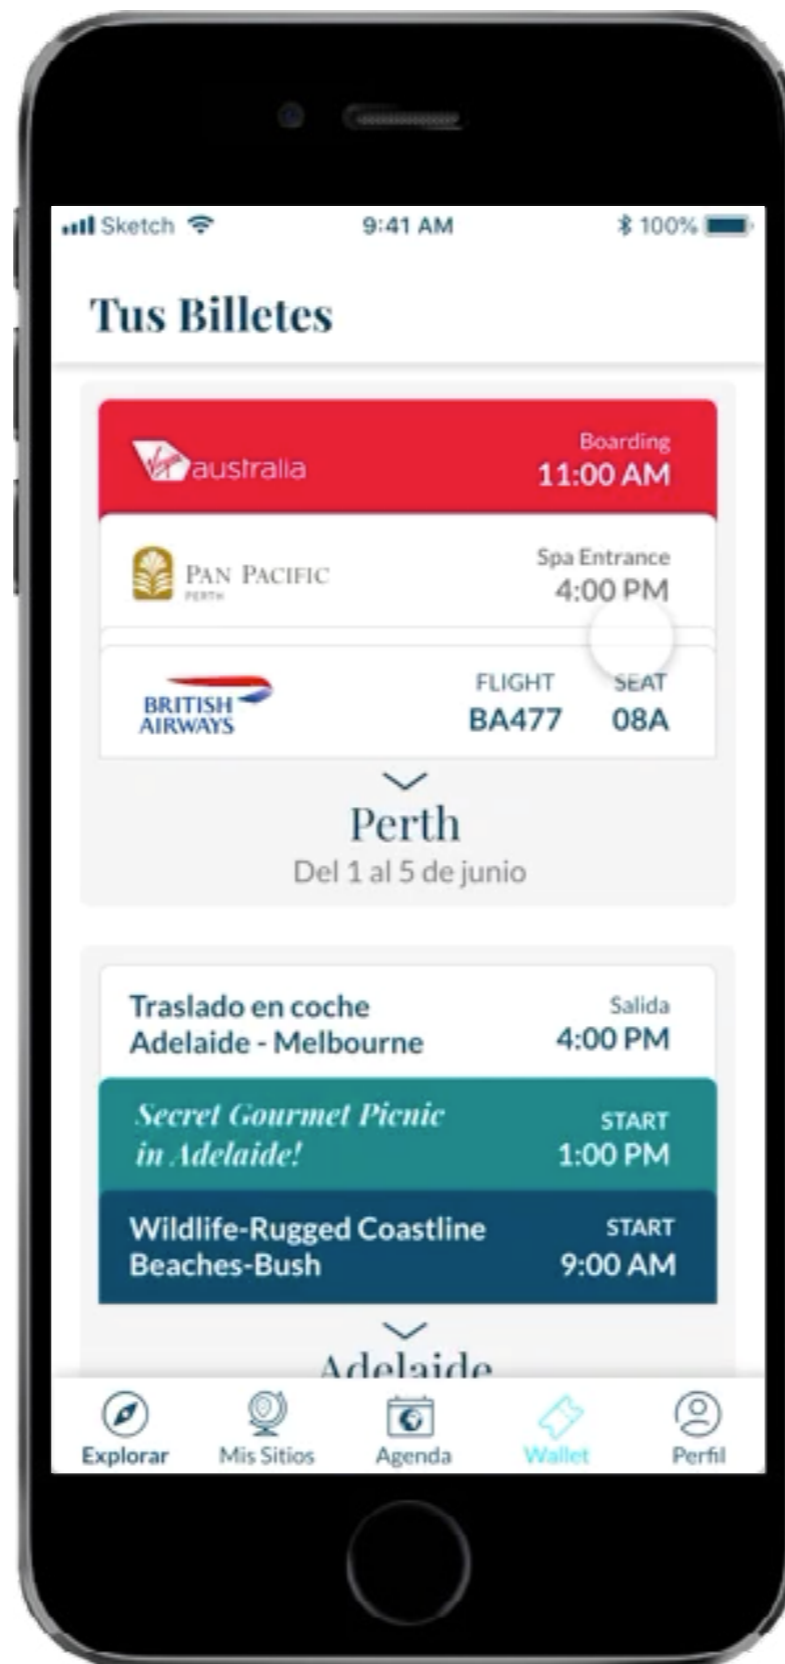 Sketch 9:41 AM 100%
Tus Billetes
Virgin australia
Boarding
11:00 AM
PAN PACIFIC
PERTH
Spa Entrance
4:00 PM
BRITISH
AIRWAYS
FLIGHT SEAT
BA477 08A
Perth
Del 1 al 5 de junio
Traslado en coche
Adelaide - Melbourne
Salida
4:00 PM
Secret Gourmet Picnic
in Adelaide!
START
1:00 PM
Wildlife-Rugged Coastline
Beaches-Bush
START
9:00 AM
Adelaide
Explorar Mis Sitios Agenda Wallet Perfil